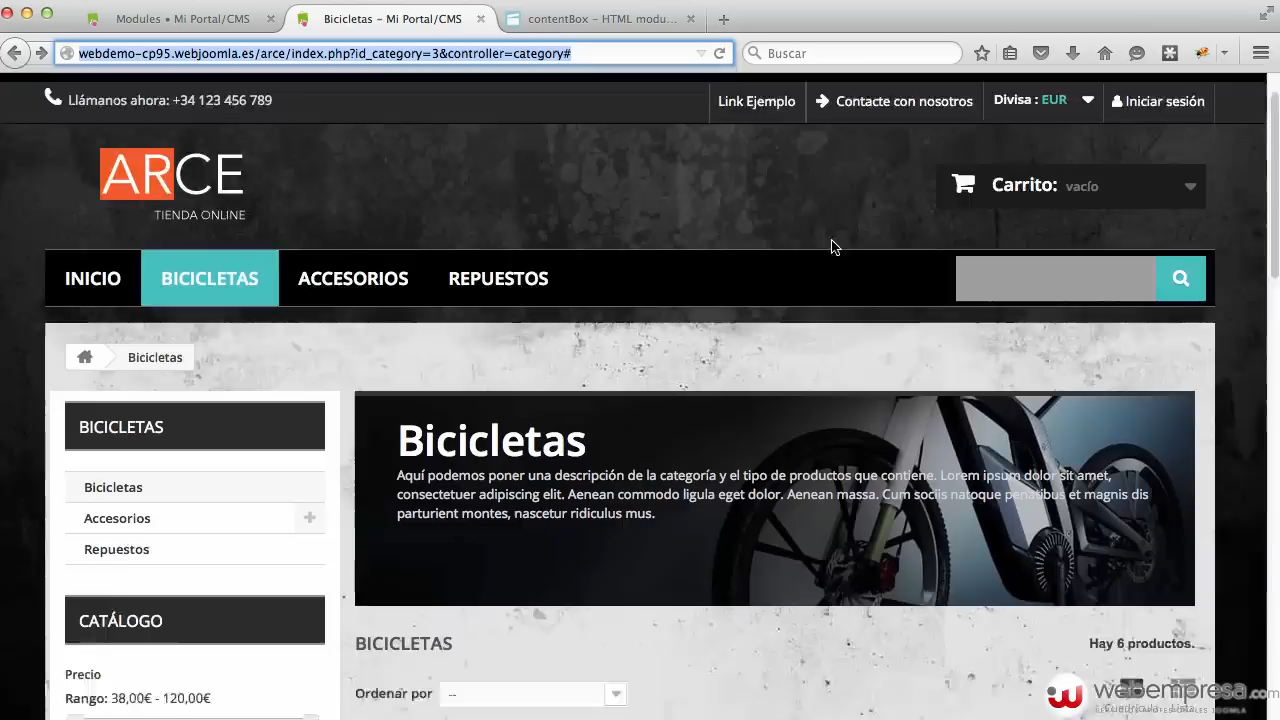 Modules • Mi Portal/CMS
Bicicletas - Mi Portal/CMS
contentBox - HTML modu...
webdemo-cp95.webjoomla.es/arce/index.php?id_category=3&controller=category#
Buscar
Llámanos ahora: +34 123 456 789
Link Ejemplo
Contacte con nosotros
Divisa : EUR
Iniciar sesión
ARCE
TIENDA ONLINE
Carrito: vacío
INICIO
BICICLETAS
ACCESORIOS
REPUESTOS
Bicicletas
BICICLETAS
Bicicletas
Accesorios
Repuestos
CATÁLOGO
Precio
Rango: 38,00€ - 120,00€
Bicicletas
Aquí podemos poner una descripción de la categoría y el tipo de productos que contiene. Lorem ipsum dolor sit amet,
consectetuer adipiscing elit. Aenean commodo ligula eget dolor. Aenean massa. Cum sociis natoque penatibus et magnis dis
parturient montes, nascetur ridiculus mus.
BICICLETAS
Hay 6 productos.
Ordenar por
--
webempresa.com